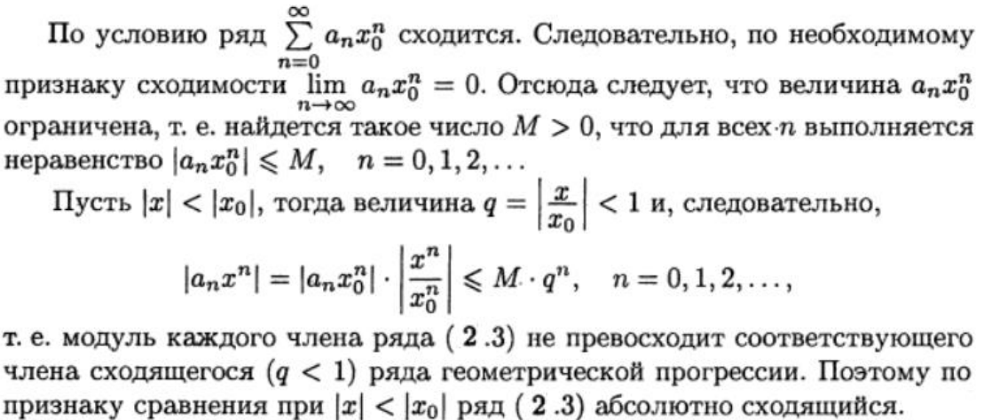 По условию ряд $\sum\limits_{n=0}^{\infty} a_n x_0^n$ сходится. Следовательно, по необходимому
признаку сходимости $\lim\limits_{n \to \infty} a_n x_0^n = 0$. Отсюда следует, что величина $a_n x_0^n$
ограничена, т. е. найдется такое число $M > 0$, что для всех $n$ выполняется
неравенство $|a_n x_0^n| \leqslant M, \quad n = 0, 1, 2, \ldots$
Пусть $|x| < |x_0|$, тогда величина $q = \left|\frac{x}{x_0}\right| < 1$ и, следовательно,
$|a_n x^n| = |a_n x_0^n| \cdot \left|\frac{x^n}{x_0^n}\right| \leqslant M \cdot q^n, \quad n = 0, 1, 2, \ldots,$
т. е. модуль каждого члена ряда ( 2 .3) не превосходит соответствующего
члена сходящегося ($q < 1$) ряда геометрической прогрессии. Поэтому по
признаку сравнения при $|x| < |x_0|$ ряд ( 2 .3) абсолютно сходящийся.